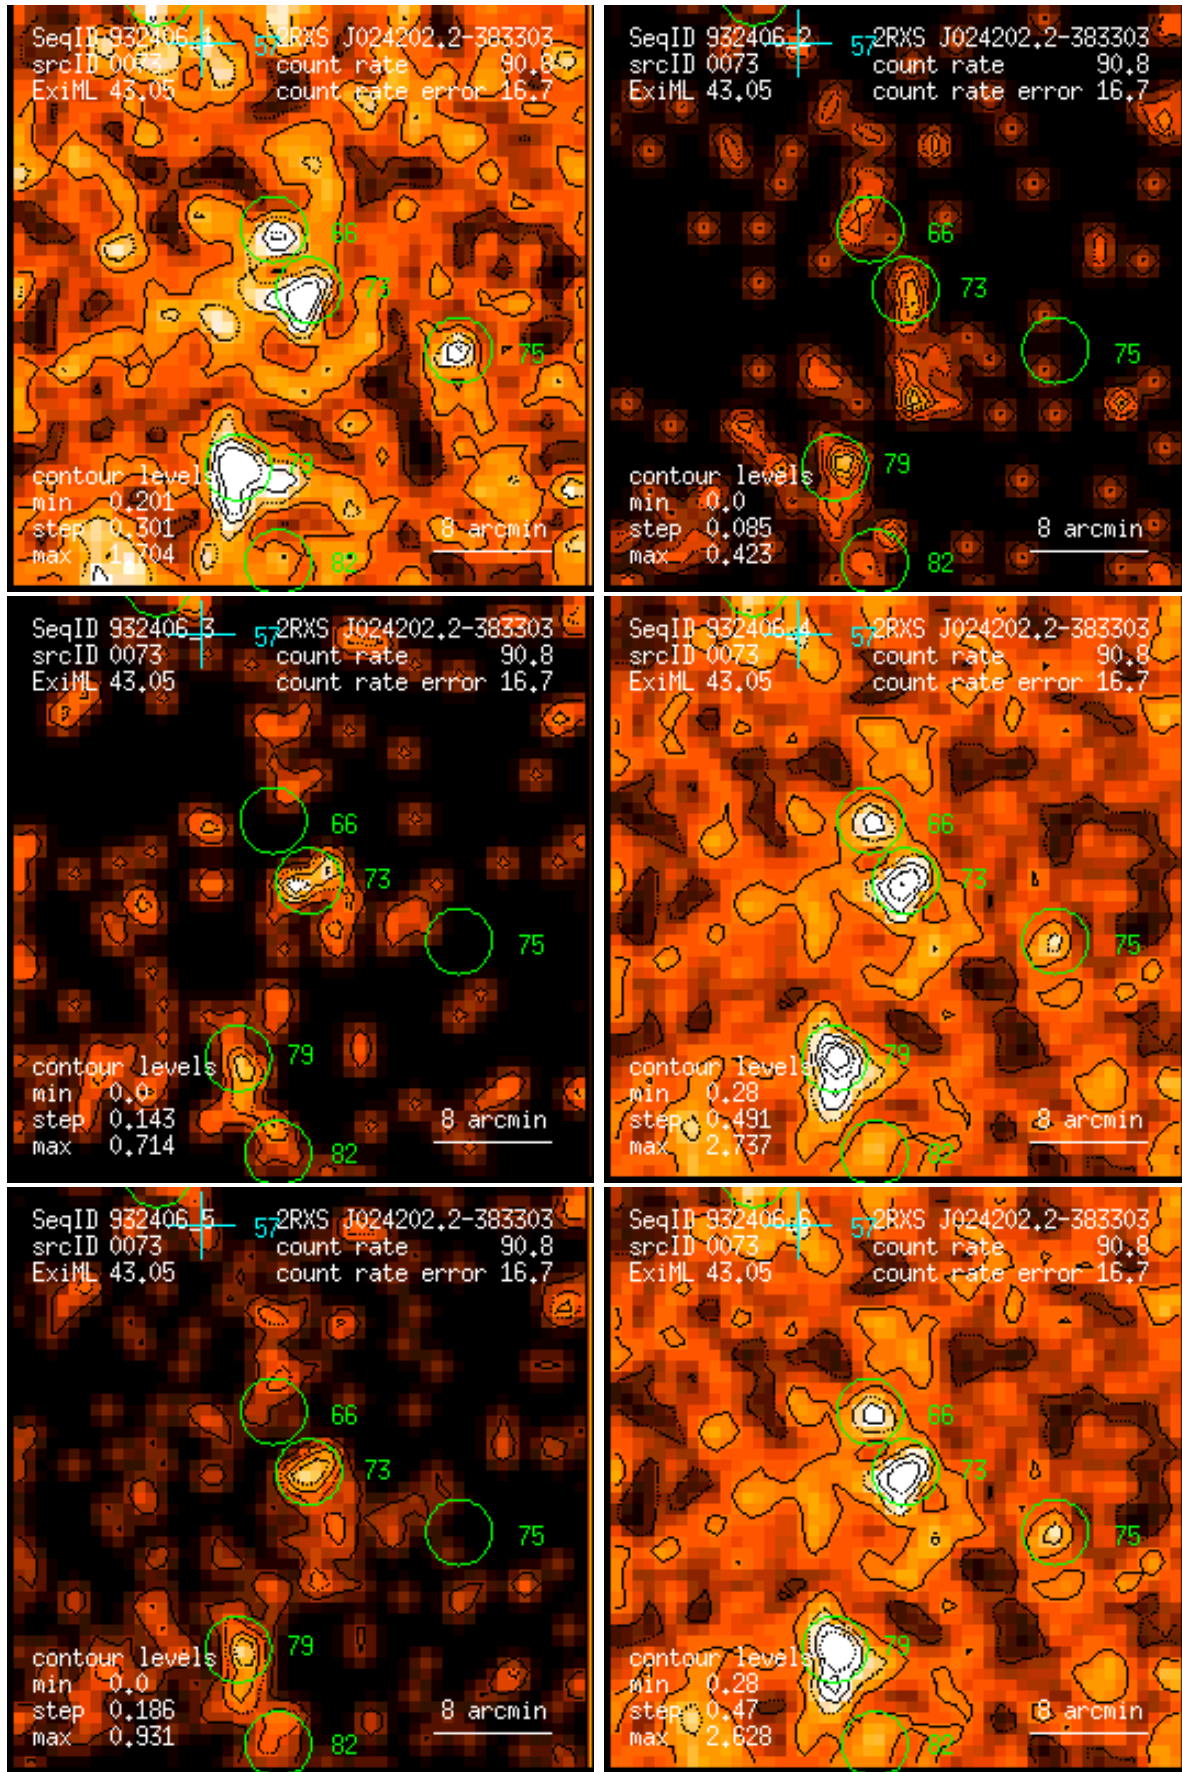 SeqID 932406_1 57 2RXS J024202.2-383303
srcID 0073 count rate 90.8
ExiML 43.05 count rate error 16.7
66
73
75
79
contour levels
min 0.201
step 0.301 8 arcmin
max 1.704 82
SeqID 932406_2 57 2RXS J024202.2-383303
srcID 0073 count rate 90.8
ExiML 43.05 count rate error 16.7
66
73
75
79
contour levels
min 0.0
step 0.085 8 arcmin
max 0.423 82
SeqID 932406_3 57 2RXS J024202.2-383303
srcID 0073 count rate 90.8
ExiML 43.05 count rate error 16.7
66
73
75
79
contour levels
min 0.0
step 0.143 8 arcmin
max 0.714 82
SeqID 932406_4 57 2RXS J024202.2-383303
srcID 0073 count rate 90.8
ExiML 43.05 count rate error 16.7
66
73
75
79
contour levels
min 0.28
step 0.491 8 arcmin
max 2.737 82
SeqID 932406_5 57 2RXS J024202.2-383303
srcID 0073 count rate 90.8
ExiML 43.05 count rate error 16.7
66
73
75
79
contour levels
min 0.0
step 0.186 8 arcmin
max 0.931 82
SeqID 932406_6 57 2RXS J024202.2-383303
srcID 0073 count rate 90.8
ExiML 43.05 count rate error 16.7
66
73
75
79
contour levels
min 0.28
step 0.47 8 arcmin
max 2.628 82